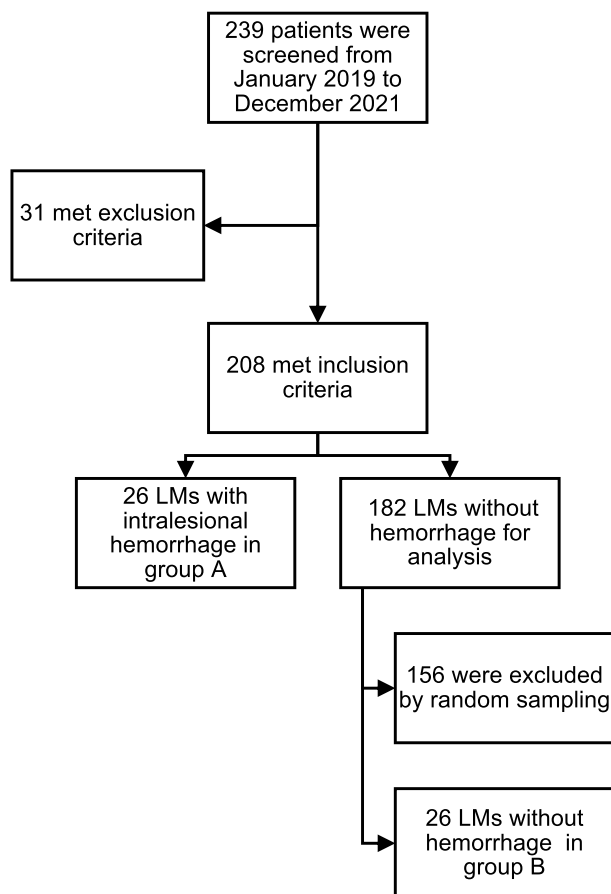 239 patients were
screened from
January 2019 to
December 2021
31 met exclusion
criteria
208 met inclusion
criteria
26 LMs with
intralesional
hemorrhage in
group A
182 LMs without
hemorrhage for
analysis
156 were excluded
by random sampling
26 LMs without
hemorrhage in
group B